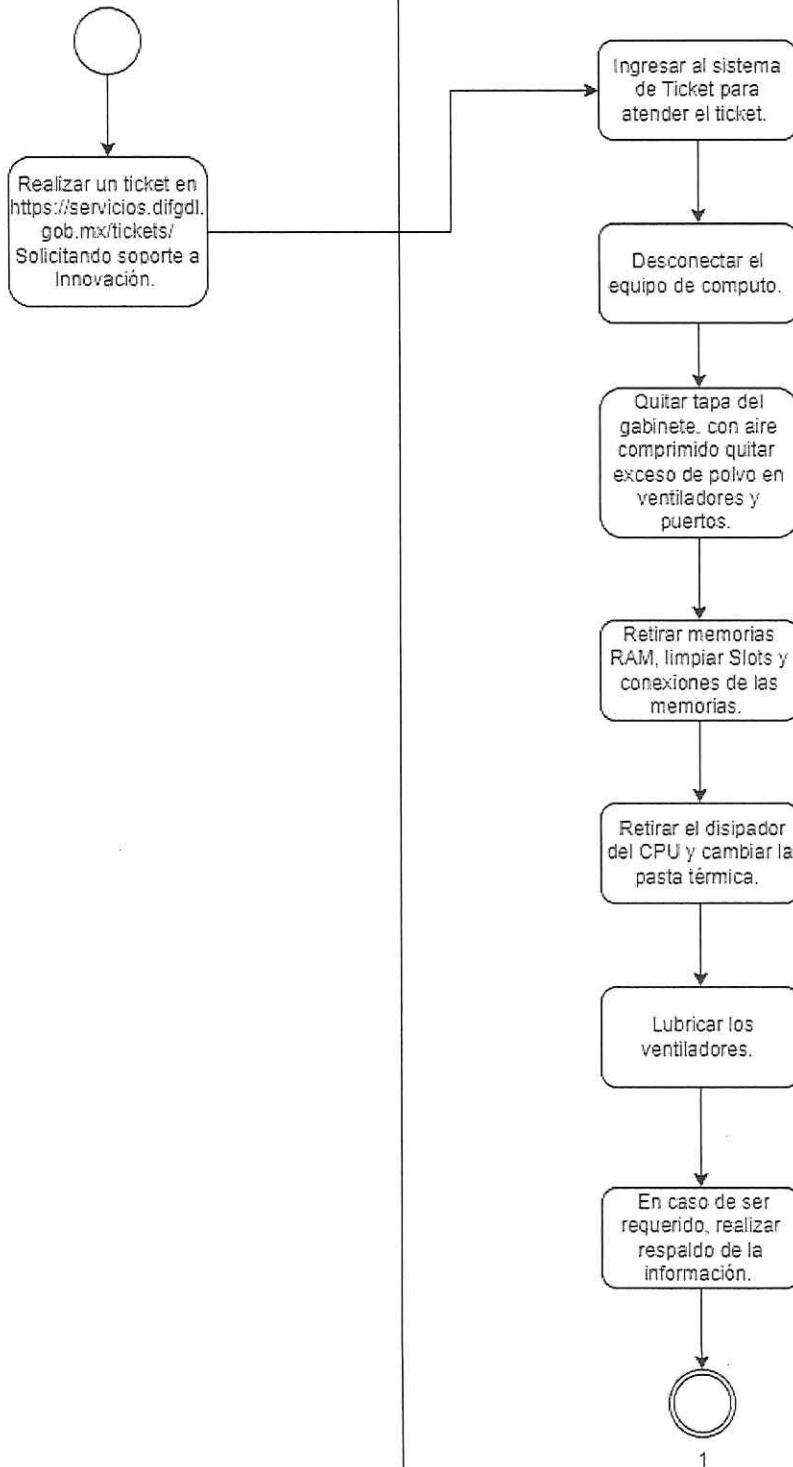 Realizar un ticket en
https://servicios.difgdl.
gob.mx/tickets/
Solicitando soporte a
Innovación.
Ingresar al sistema
de Ticket para
atender el ticket.
Desconectar el
equipo de computo.
Quitar tapa del
gabinete, con aire
comprimido quitar
exceso de polvo en
ventiladores y
puertos.
Retirar memorias
RAM, limpiar Slots y
conexiones de las
memorias.
Retirar el disipador
del CPU y cambiar la
pasta térmica.
Lubricar los
ventiladores.
En caso de ser
requerido, realizar
respaldo de la
información.
1